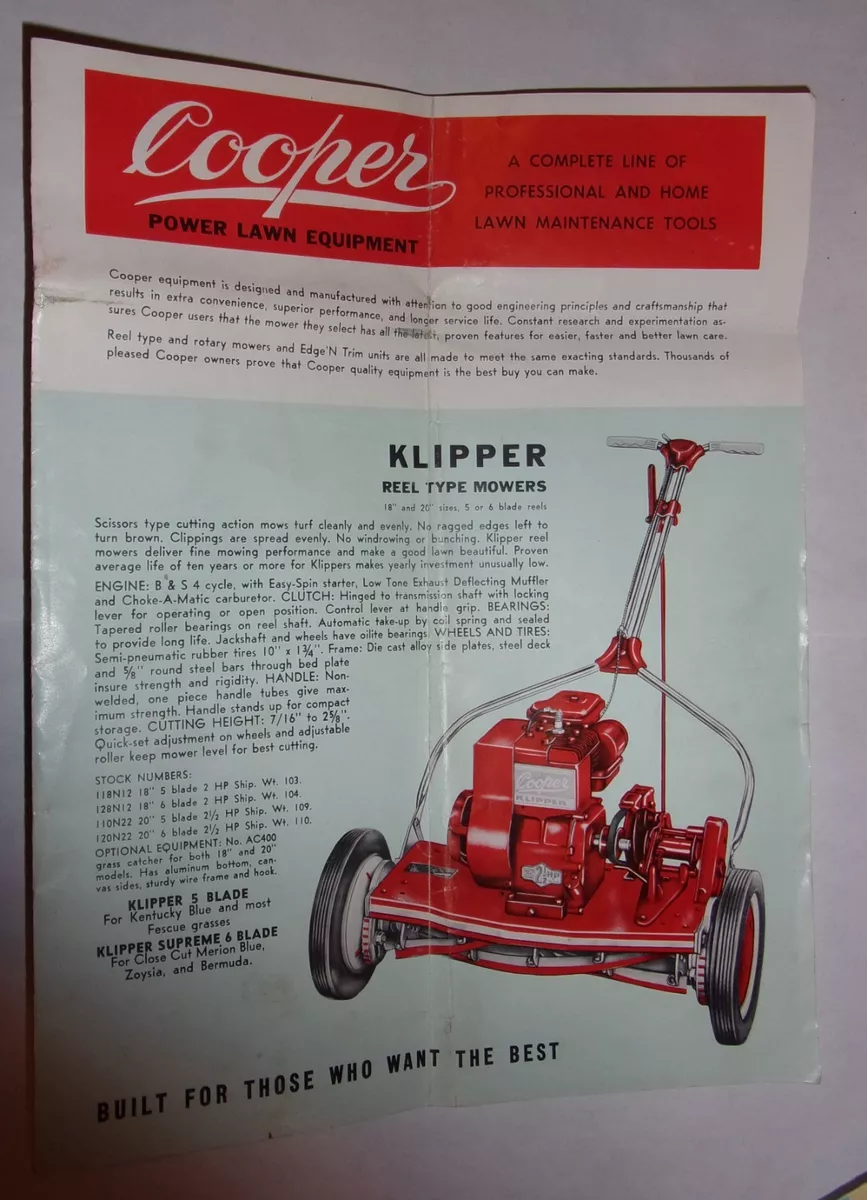 Cooper
POWER LAWN EQUIPMENT
A COMPLETE LINE OF
PROFESSIONAL AND HOME
LAWN MAINTENANCE TOOLS
Cooper equipment is designed and manufactured with attention to good engineering principles and craftsmanship that
results in extra convenience, superior performance, and longer service life. Constant research and experimentation as-
sures Cooper users that the mower they select has all the latest, proven features for easier, faster and better lawn care.
Reel type and rotary mowers and Edge'N Trim units are all made to meet the same exacting standards. Thousands of
pleased Cooper owners prove that Cooper quality equipment is the best buy you can make.
KLIPPER
REEL TYPE MOWERS
18" and 20" sizes, 5 or 6 blade reels
Scissors type cutting action mows turf cleanly and evenly. No ragged edges left to
turn brown. Clippings are spread evenly. No windrowing or bunching. Klipper reel
mowers deliver fine mowing performance and make a good lawn beautiful. Proven
average life of ten years or more for Klippers makes yearly investment unusually low.
ENGINE: B & S 4 cycle, with Easy-Spin starter, Low Tone Exhaust Deflecting Muffler
and Choke-A-Matic carburetor. CLUTCH: Hinged to transmission shaft with locking
lever for operating or open position. Control lever at handle grip. BEARINGS:
Tapered roller bearings on reel shaft. Automatic take-up by coil spring and sealed
to provide long life. Jackshaft and wheels have oilite bearings. WHEELS AND TIRES:
Semi-pneumatic rubber tires 10" x 1¾". Frame: Die cast alloy side plates, steel deck
and ⅝" round steel bars through bed plate
insure strength and rigidity. HANDLE: Non-
welded, one piece handle tubes give max-
imum strength. Handle stands up for compact
storage. CUTTING HEIGHT: 7/16" to 2⅝".
Quick-set adjustment on wheels and adjustable
roller keep mower level for best cutting.
STOCK NUMBERS:
118N12 18" 5 blade 2 HP Ship. Wt. 103.
128N12 18" 6 blade 2 HP Ship. Wt. 104.
110N22 20" 5 blade 2½ HP Ship. Wt. 109.
120N22 20" 6 blade 2½ HP Ship. Wt. 110.
OPTIONAL EQUIPMENT: No. AC400
grass catcher for both 18" and 20"
models. Has aluminum bottom, can-
vas sides, sturdy wire frame and hook.
KLIPPER 5 BLADE
For Kentucky Blue and most
Fescue grasses
KLIPPER SUPREME 6 BLADE
For Close Cut Merion Blue,
Zoysia, and Bermuda.
Cooper
KLIPPER
2½ HP
BUILT FOR THOSE WHO WANT THE BEST